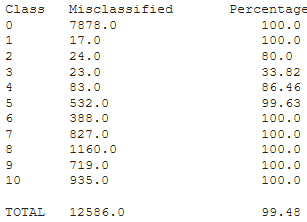 Class Misclassified Percentage
0 7878.0 100.0
1 17.0 100.0
2 24.0 80.0
3 23.0 33.82
4 83.0 86.46
5 532.0 99.63
6 388.0 100.0
7 827.0 100.0
8 1160.0 100.0
9 719.0 100.0
10 935.0 100.0
TOTAL 12586.0 99.48